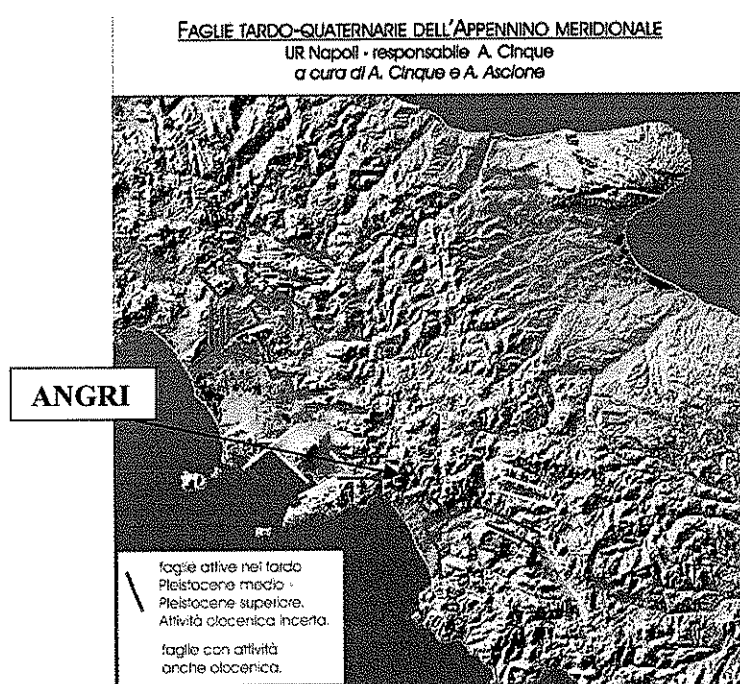 FAGLIE TARDO-QUATERNARIE DELL'APPENNINO MERIDIONALE
UR Napoli - responsabile A. Cinque
a cura di A. Cinque e A. Ascione
ANGRI
faglie attive nel tardo
Pleistocene medio -
Pleistocene superiore.
Attività olocenica incerta.
faglie con attività
anche olocenica.